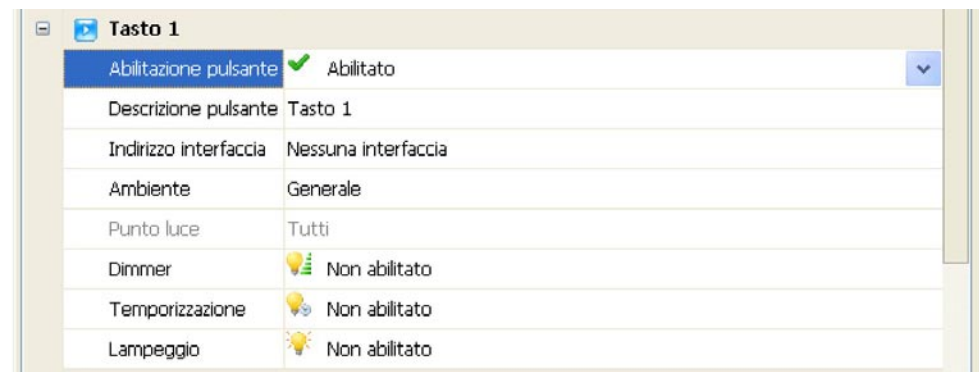 Tasto 1
Abilitazione pulsante Abilitato
Descrizione pulsante Tasto 1
Indirizzo interfaccia Nessuna interfaccia
Ambiente Generale
Punto luce Tutti
Dimmer Non abilitato
Temporizzazione Non abilitato
Lampeggio Non abilitato